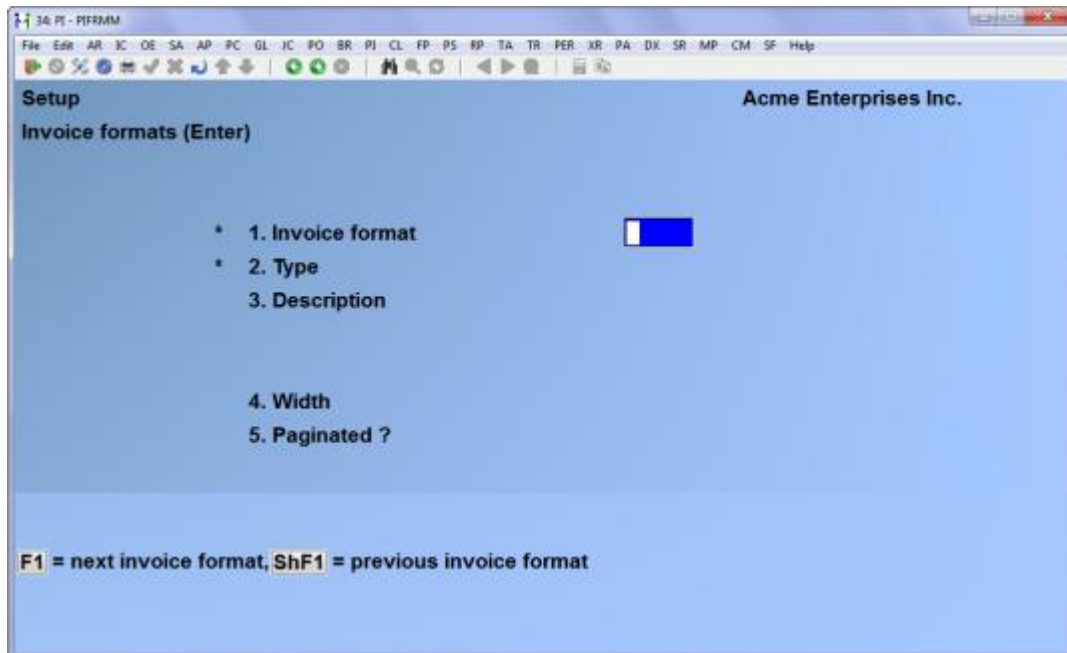 34: PI - PIFRMM
File Edit AR IC OE SA AP PC GL JC PO BR PJ CL FP PS RP TA TR PER XR PA DX SR MP CM SF Help
Setup Acme Enterprises Inc.
Invoice formats (Enter)
* 1. Invoice format
* 2. Type
3. Description
4. Width
5. Paginated ?
F1 = next invoice format, ShF1 = previous invoice format